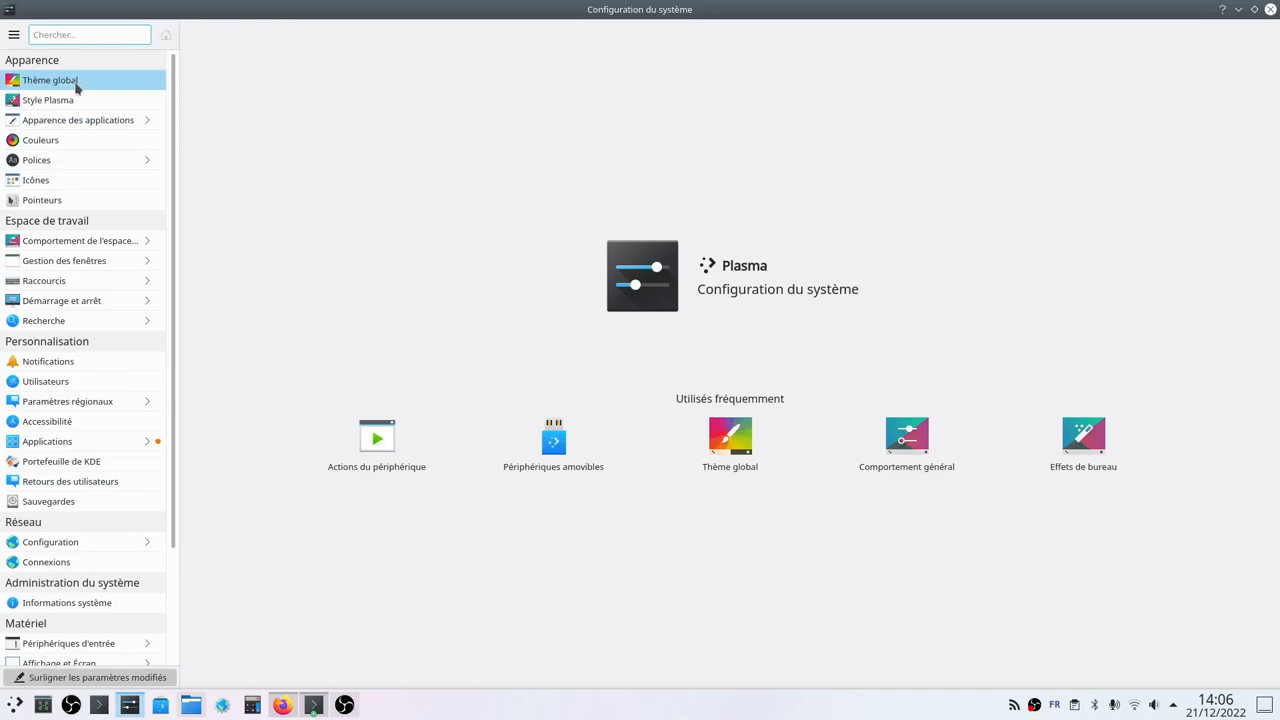 Configuration du système
Chercher...
Apparence
Thème global
Style Plasma
Apparence des applications
Couleurs
Polices
Icônes
Pointeurs
Espace de travail
Comportement de l'espace...
Gestion des fenêtres
Raccourcis
Démarrage et arrêt
Recherche
Personnalisation
Notifications
Utilisateurs
Paramètres régionaux
Accessibilité
Applications
Portefeuille de KDE
Retours des utilisateurs
Sauvegardes
Réseau
Configuration
Connexions
Administration du système
Informations système
Matériel
Périphériques d'entrée
Affichage et Écran
Surligner les paramètres modifiés
Plasma
Configuration du système
Utilisés fréquemment
Actions du périphérique
Périphériques amovibles
Thème global
Comportement général
Effets de bureau
FR
14:06
21/12/2022